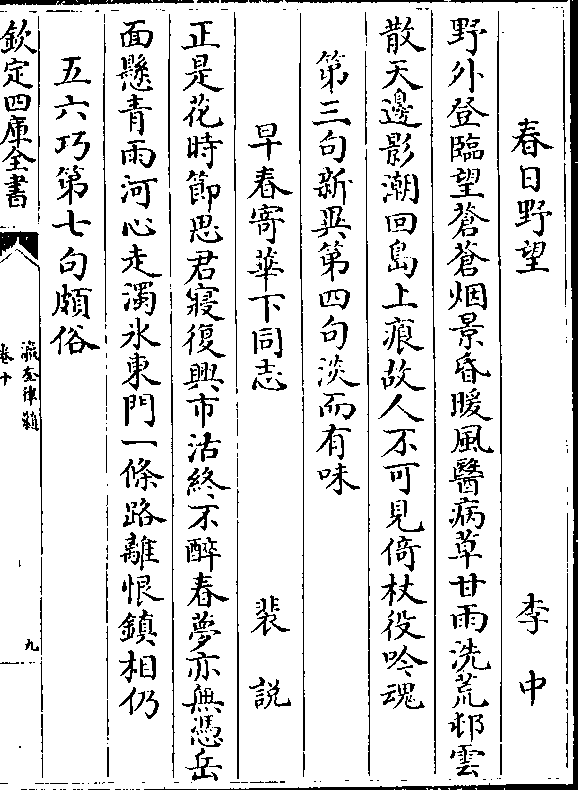 春日野望 李中
野外登臨望蒼蒼烟景昏暖風醫病草甘雨洗荒邨雲
散天邊影潮回島上痕故人不可見倚杖役吟魂
第三句新異第四句淡而有味
早春寄華下同志 裴説
正是花時節思君寢復興市沽終不醉春夢亦無憑岳
面懸青雨河心走濁氷東門一條路離恨鎮相仍
五六巧第七句頗俗
欽定四庫全書
瀛奎律髓
卷十
九